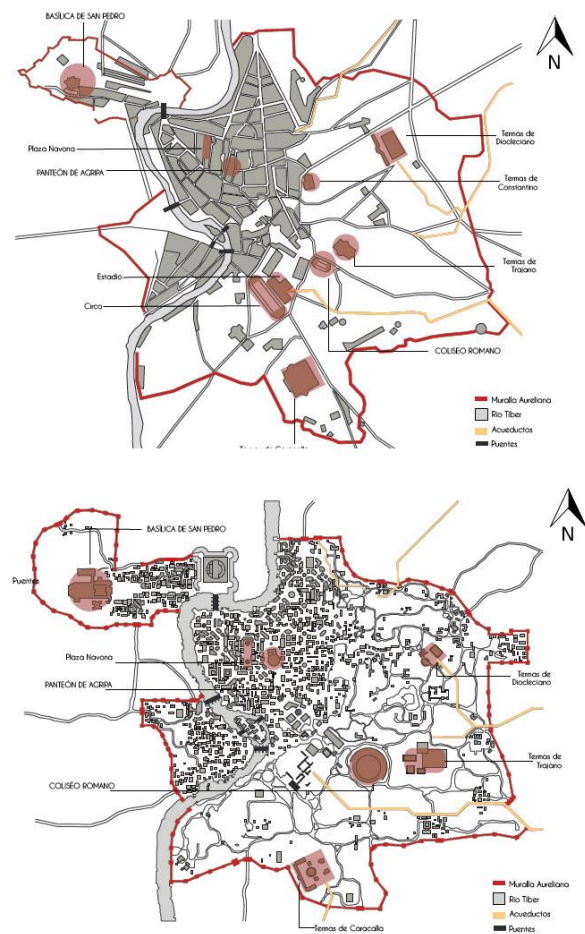 BASÍLICA DE SAN PEDRO
N
Termas de
Diocleciano
Plaza Navona
PANTEÓN DE AGRIPA
Termas de
Constantino
Termas de
Trajano
Estadio
Circo
COLISEO ROMANO
Muralla Aureliana
Río Tíber
Acueductos
Puentes
N
BASÍLICA DE SAN PEDRO
Puentes
Plaza Navona
PANTEÓN DE AGRIPA
Termas de
Diocleciano
Termas de
Trajano
COLISEO ROMANO
Muralla Aureliana
Río Tíber
Acueductos
Puentes
Termas de Caracalla